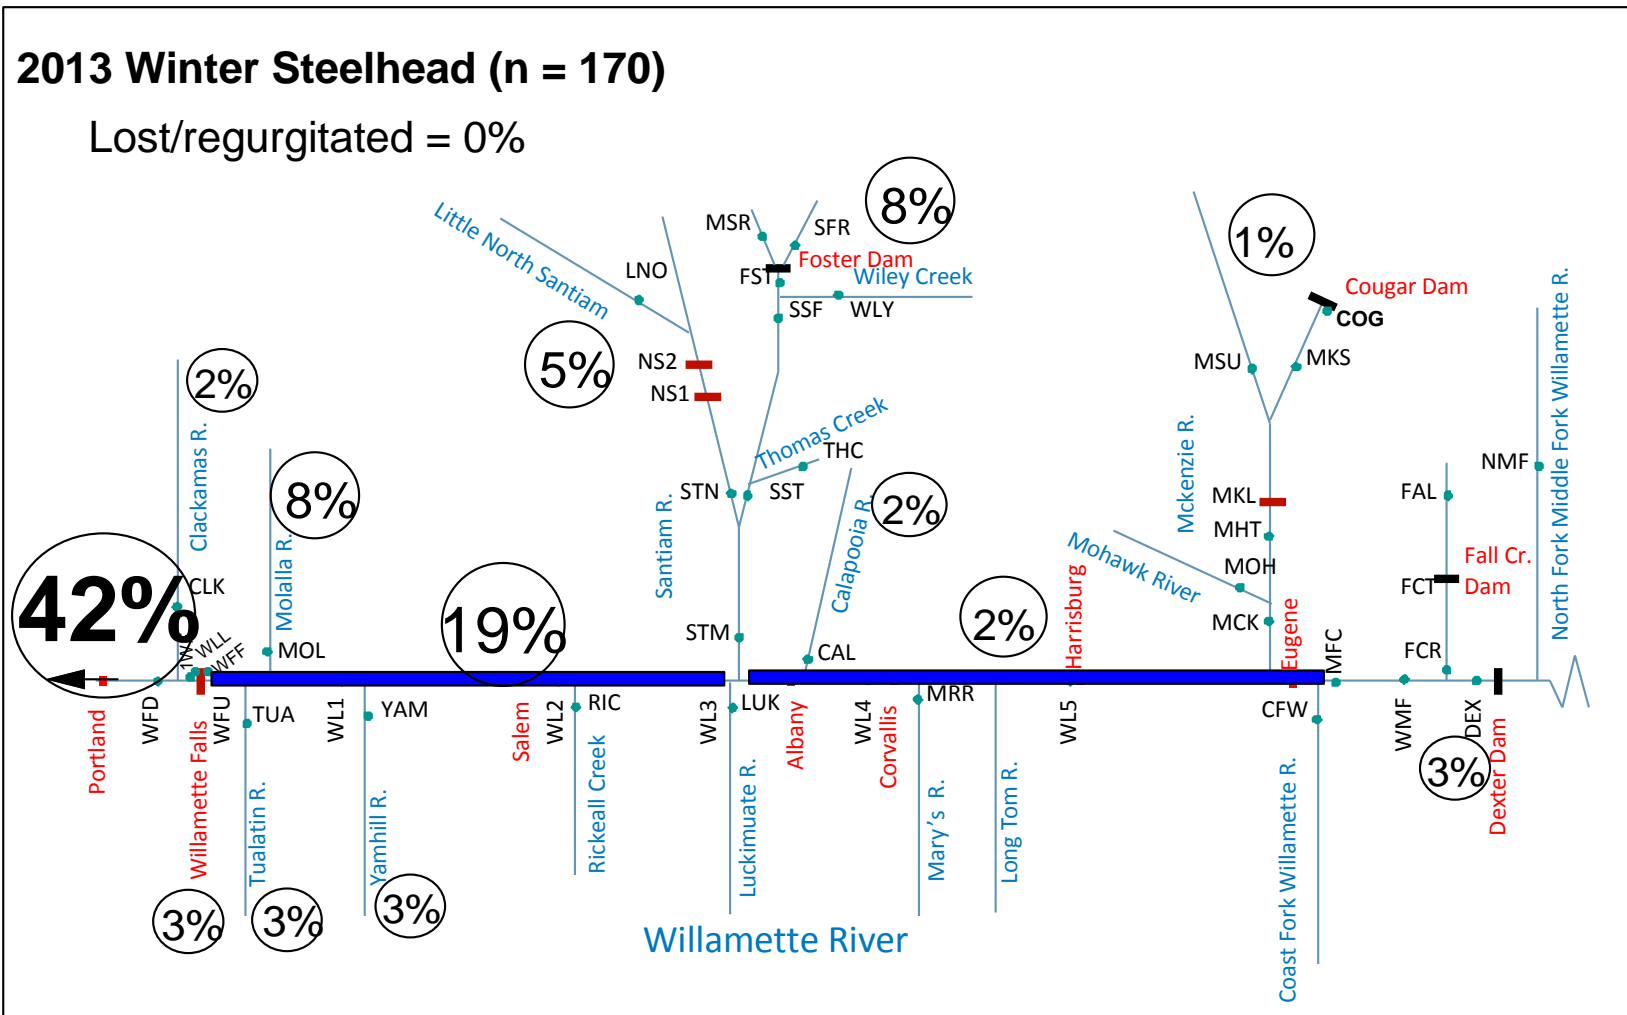 2013 Winter Steelhead (n = 170)
Lost/regurgitated = 0%
Little North Santiam
LNO
MSR
SFR
8%
FST
Foster Dam
Wiley Creek
SSF
WLY
1%
Cougar Dam
COG
MSU
MKS
North Fork Middle Fork Willamette R.
2%
Clackamas R.
5%
NS2
NS1
Thomas Creek
THC
STN
SST
Santiam R.
Calapooia R.
2%
Mckenzie R.
MKL
MHT
Mohawk River
MOH
MCK
NMF
FAL
FCT
Fall Cr.
Dam
FCR
8%
Molalla R.
42%
CLK
WLL
WFF
MOL
19%
STM
CAL
2%
Harrisburg
Eugene
MFC
Portland
WFD
Willamette Falls
WFU
TUA
Tualatin R.
WL1
YAM
Yamhill R.
Salem
WL2
RIC
Rickeall Creek
WL3
LUK
Luckimuate R.
Albany
WL4
Corvallis
MRR
Mary's R.
Long Tom R.
WL5
CFW
Coast Fork Willamette R.
WMF
DEX
3%
Dexter Dam
3%
3%
3%
Willamette River